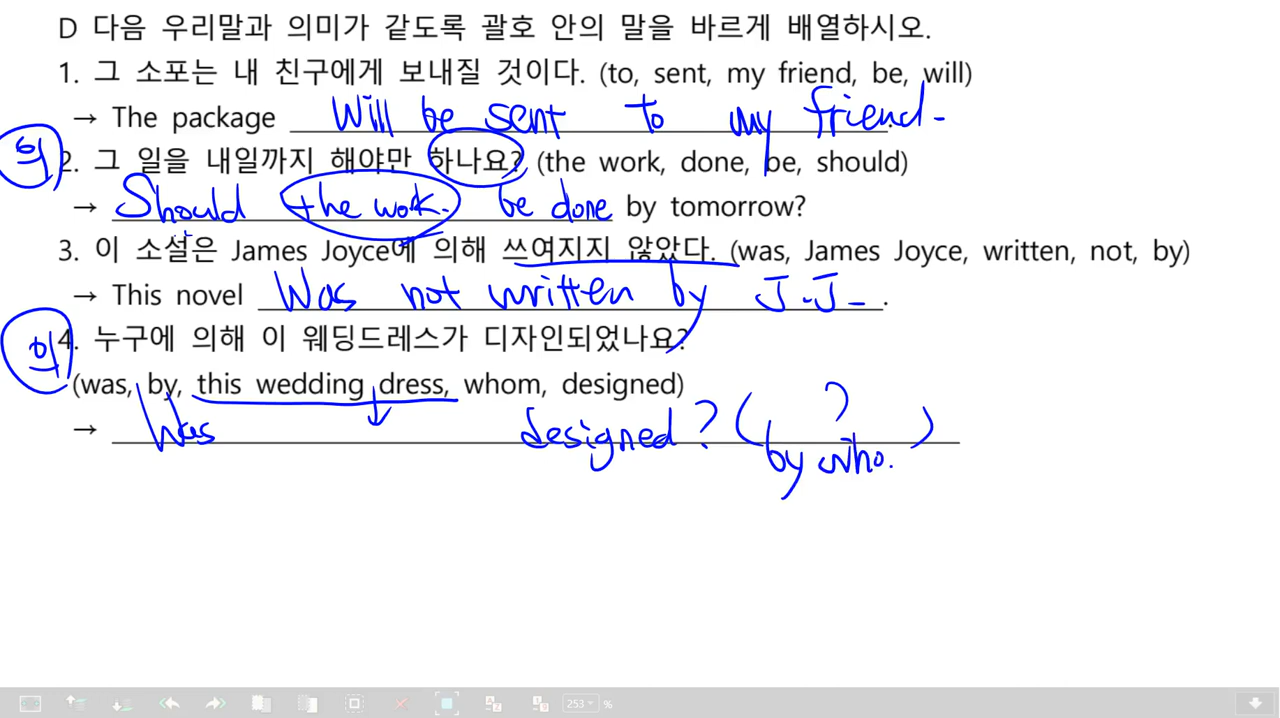 D 다음 우리말과 의미가 같도록 괄호 안의 말을 바르게 배열하시오.
1. 그 소포는 내 친구에게 보내질 것이다. (to, sent, my friend, be, will)
→ The package Will be sent to my friend.
의 2. 그 일을 내일까지 해야만 하나요? (the work, done, be, should)
→ Should the work be done by tomorrow?
3. 이 소설은 James Joyce에 의해 쓰여지지 않았다. (was, James Joyce, written, not, by)
→ This novel Was not written by J.J.
의 4. 누구에 의해 이 웨딩드레스가 디자인되었나요?
(was, by, this wedding dress, whom, designed)
→ Was designed? ( ? )
by who.
253 %